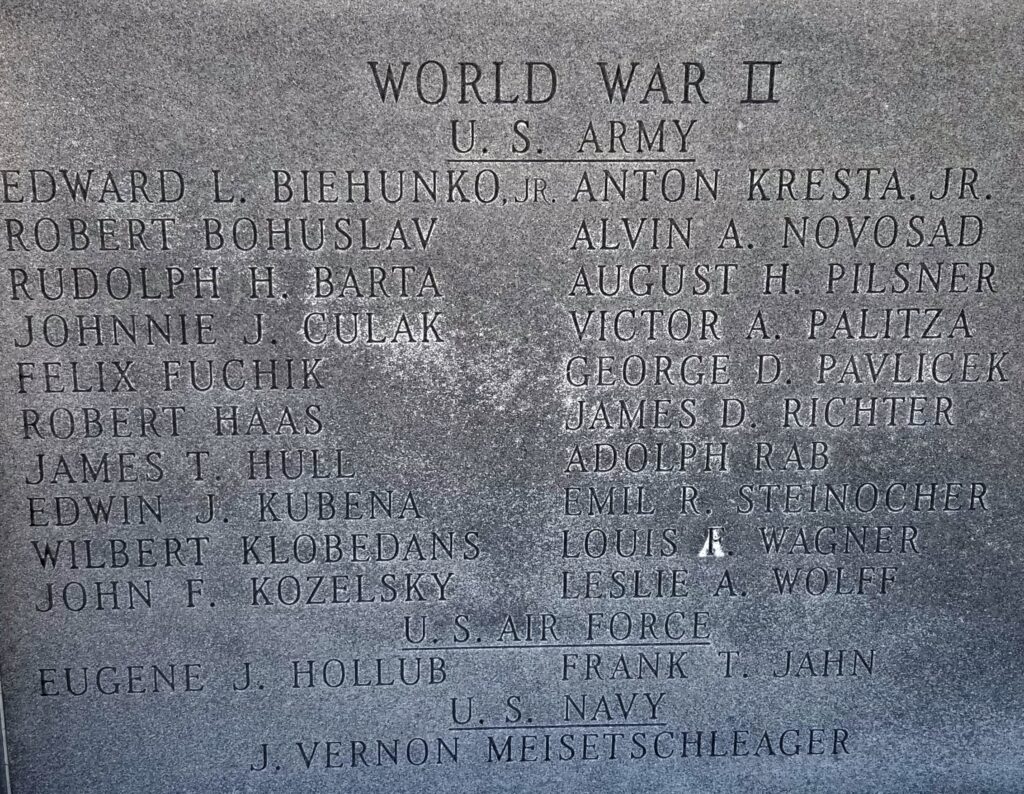 WORLD WAR II
U. S. ARMY
EDWARD L. BIEHUNKO, JR. ANTON KRESTA. JR.
ROBERT BOHUSLAV ALVIN A. NOVOSAD
RUDOLPH H. BARTA AUGUST H. PILSNER
JOHNNIE J. CULAK VICTOR A. PALITZA
FELIX FUCHIK GEORGE D. PAVLICEK
ROBERT HAAS JAMES D. RICHTER
JAMES T. HULL ADOLPH RAB
EDWIN J. KUBENA EMIL R. STEINOCHER
WILBERT KLOBEDANS LOUIS WAGNER
JOHN F. KOZELSKY LESLIE A. WOLFF
U. S. AIR FORCE
EUGENE J. HOLLUB FRANK T. JAHN
U. S. NAVY
J. VERNON MEISETSCHLEAGER